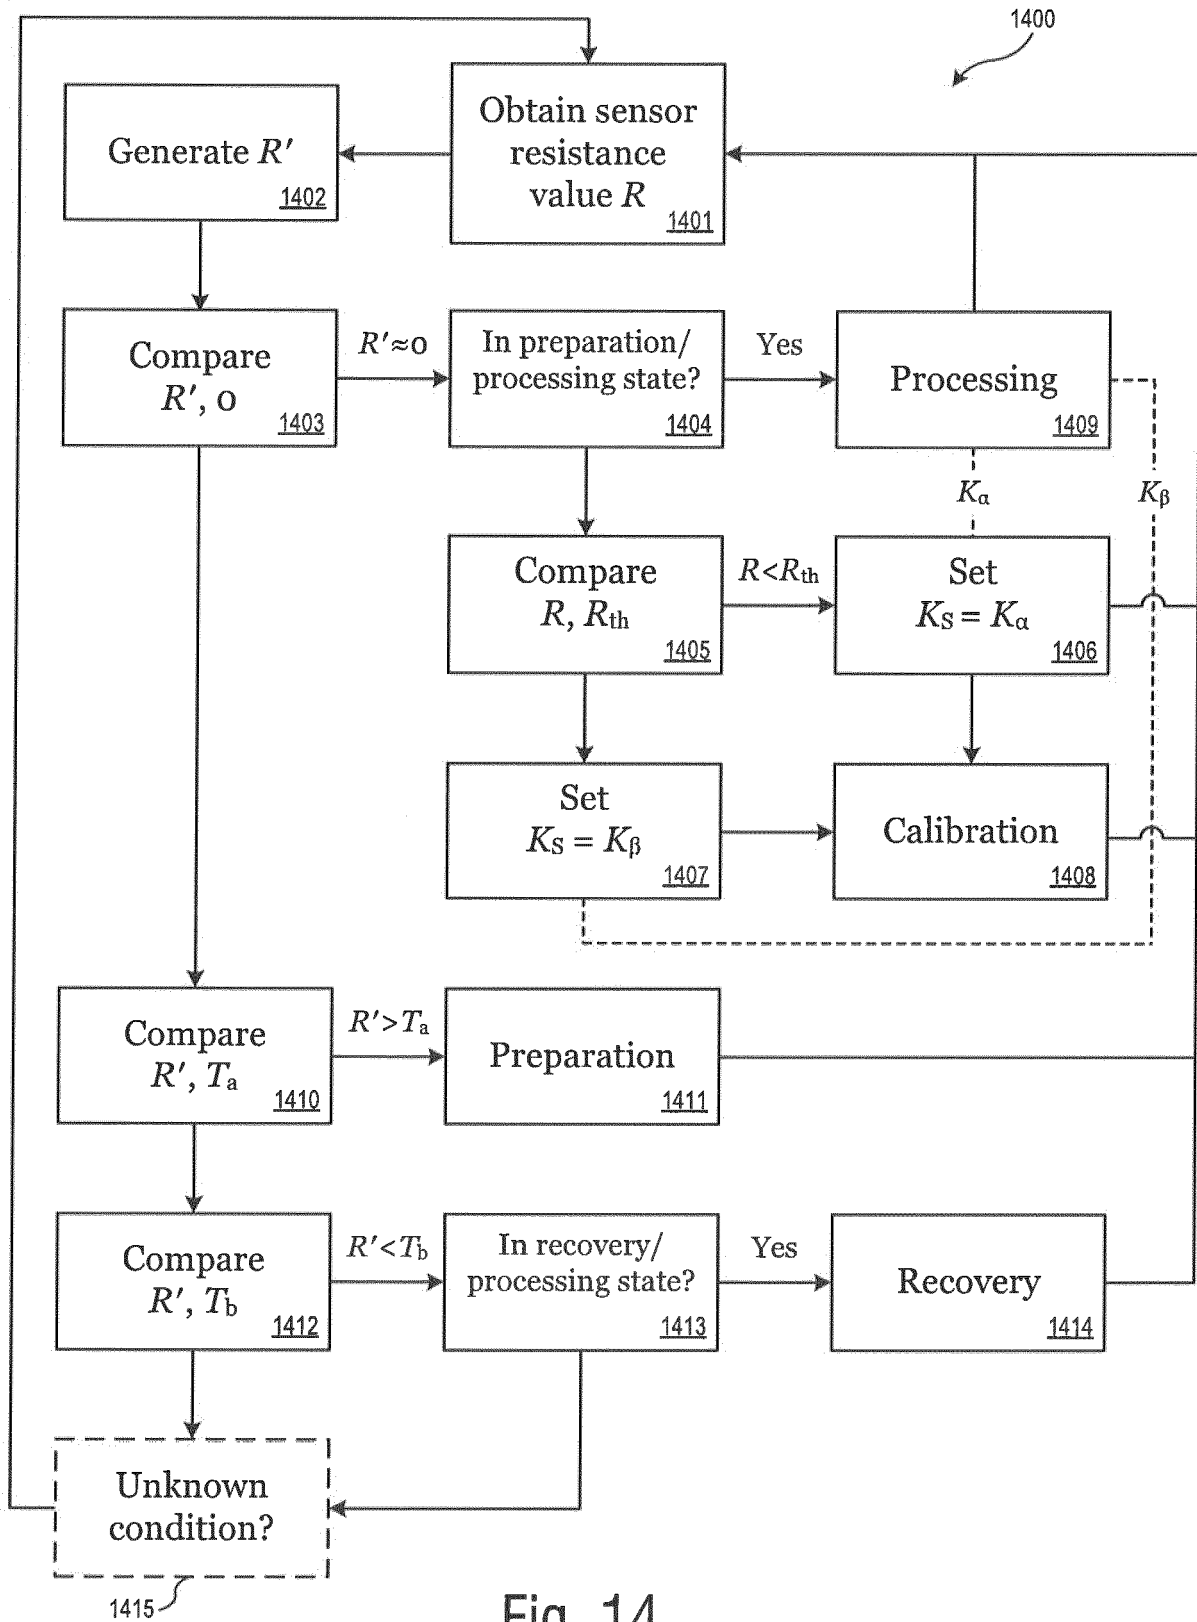 1400
Obtain sensor
resistance
value R
1401
Generate R′
1402
Compare
R′, 0
1403
R′≈0
In preparation/
processing state?
1404
Yes
Processing
1409
Kα
Kβ
Compare
R, Rth
1405
R<Rth
Set
KS = Kα
1406
Set
KS = Kβ
1407
Calibration
1408
Compare
R′, Ta
1410
R′>Ta
Preparation
1411
Compare
R′, Tb
1412
R′<Tb
In recovery/
processing state?
1413
Yes
Recovery
1414
Unknown
condition?
1415
Fig. 14